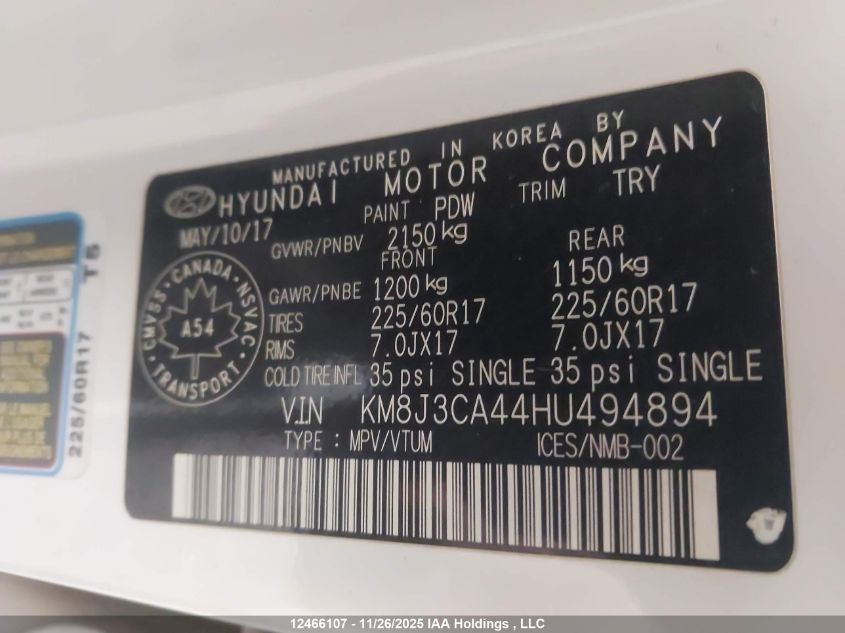 MANUFACTURED IN KOREA BY
HYUNDAI MOTOR COMPANY
MAY/10/17 PAINT PDW TRIM TRY
GVWR/PNBV 2150 kg
FRONT REAR
GAWR/PNBE 1200 kg 1150 kg
TIRES 225/60R17 225/60R17
RIMS 7.0JX17 7.0JX17
COLD TIRE INFL 35 psi SINGLE 35 psi SINGLE
V.I.N KM8J3CA44HU494894
TYPE : MPV/VTUM ICES/NMB-002
CMVSS · CANADA · NSVAC
A54
TRANSPORT
225/60R17 T5
12466107 - 11/26/2025 IAA Holdings , LLC